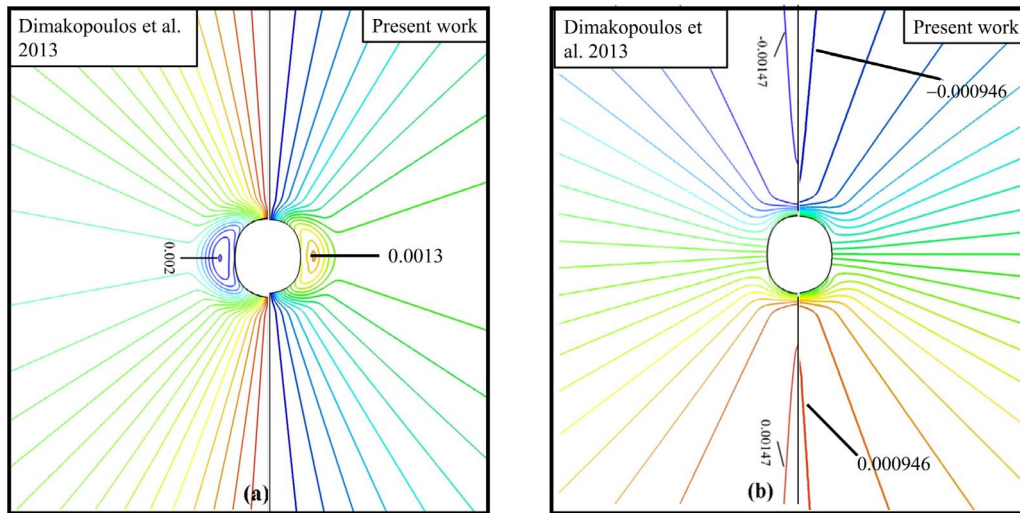 Dimakopoulos et al.
2013
Present work
0.002
0.0013
(a)
Dimakopoulos et
al. 2013
Present work
-0.00147
−0.000946
0.00147
0.000946
(b)